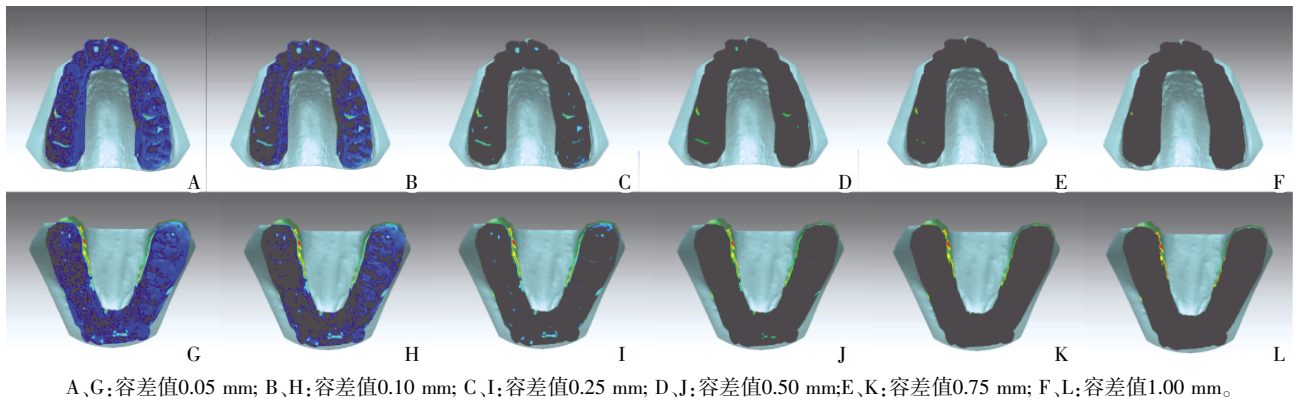 A
B
C
D
E
F
G
H
I
J
K
L
A、G:容差值0.05 mm; B、H:容差值0.10 mm; C、I:容差值0.25 mm; D、J:容差值0.50 mm;E、K:容差值0.75 mm; F、L:容差值1.00 mm。